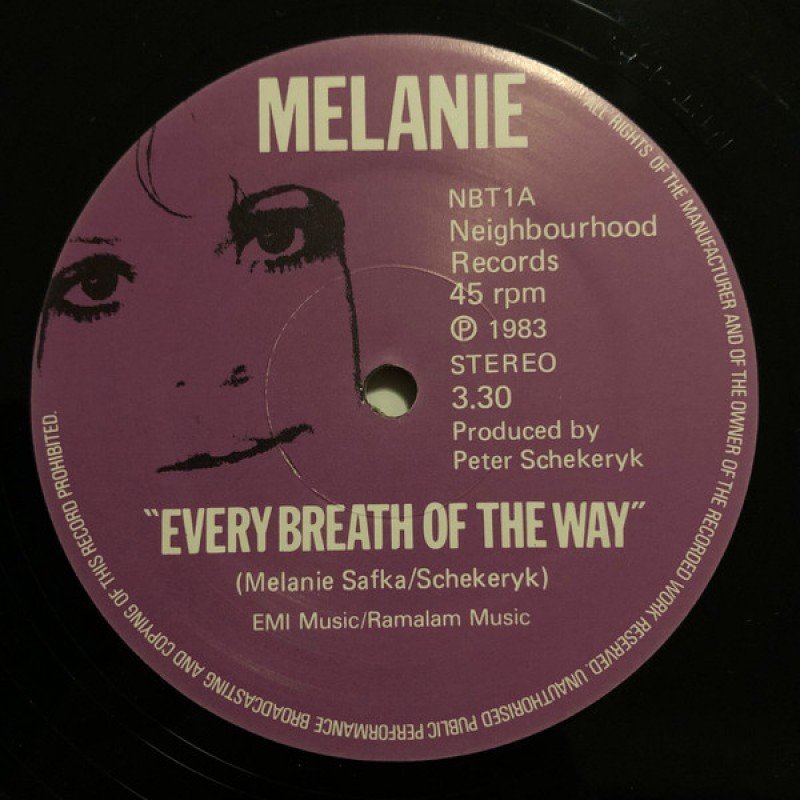 MELANIE
NBT1A
Neighbourhood
Records
45 rpm
Ⓟ 1983
STEREO
3.30
Produced by
Peter Schekeryk
"EVERY BREATH OF THE WAY"
(Melanie Safka/Schekeryk)
EMI Music/Ramalam Music
ALL RIGHTS OF THE MANUFACTURER AND OF THE OWNER OF THE RECORDED WORK RESERVED. UNAUTHORISED PUBLIC PERFORMANCE BROADCASTING AND COPYING OF THIS RECORD PROHIBITED.